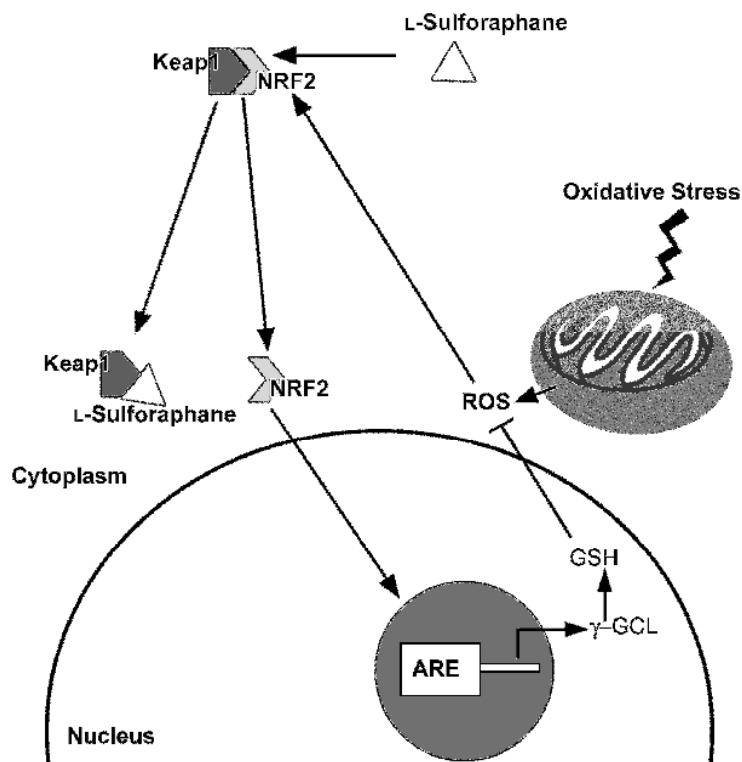 L-Sulforaphane
Keap1
NRF2
Oxidative Stress
Keap1
NRF2
L-Sulforaphane
ROS
Cytoplasm
GSH
γ-GCL
ARE
Nucleus